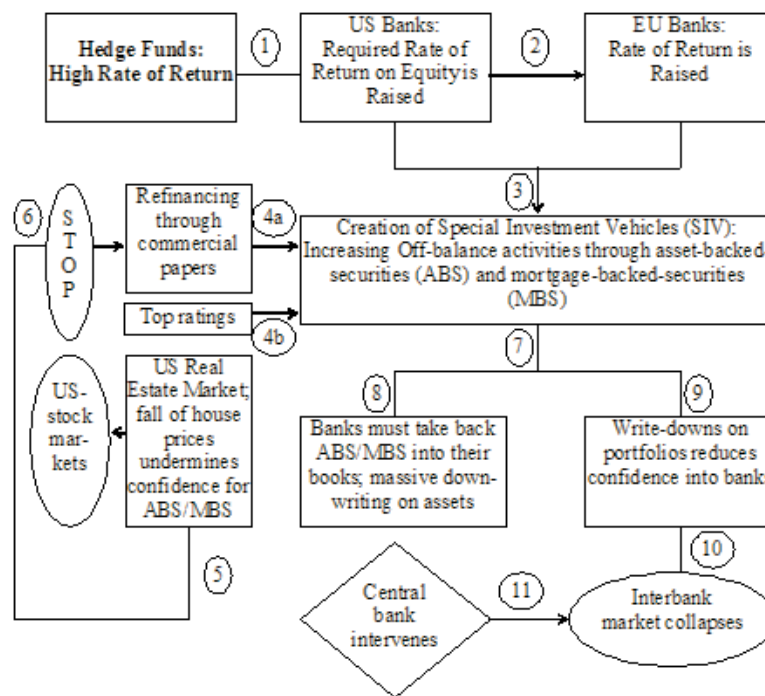 Hedge Funds:
High Rate of Return
1
US Banks:
Required Rate of
Return on Equity is
Raised
2
EU Banks:
Rate of Return is
Raised
3
6
STOP
Refinancing
through
commercial
papers
4a
Creation of Special Investment Vehicles (SIV):
Increasing Off-balance activities through asset-backed-
securities (ABS) and mortgage-backed-securities
(MBS)
Top ratings
4b
7
US-
stock
mar-
kets
US Real
Estate Market;
fall of house
prices
undermines
confidence for
ABS/MBS
8
Banks must take back
ABS/MBS into their
books; massive down-
writing on assets
9
Write-downs on
portfolios reduces
confidence into banks
5
10
Central
bank
intervenes
11
Interbank
market collapses